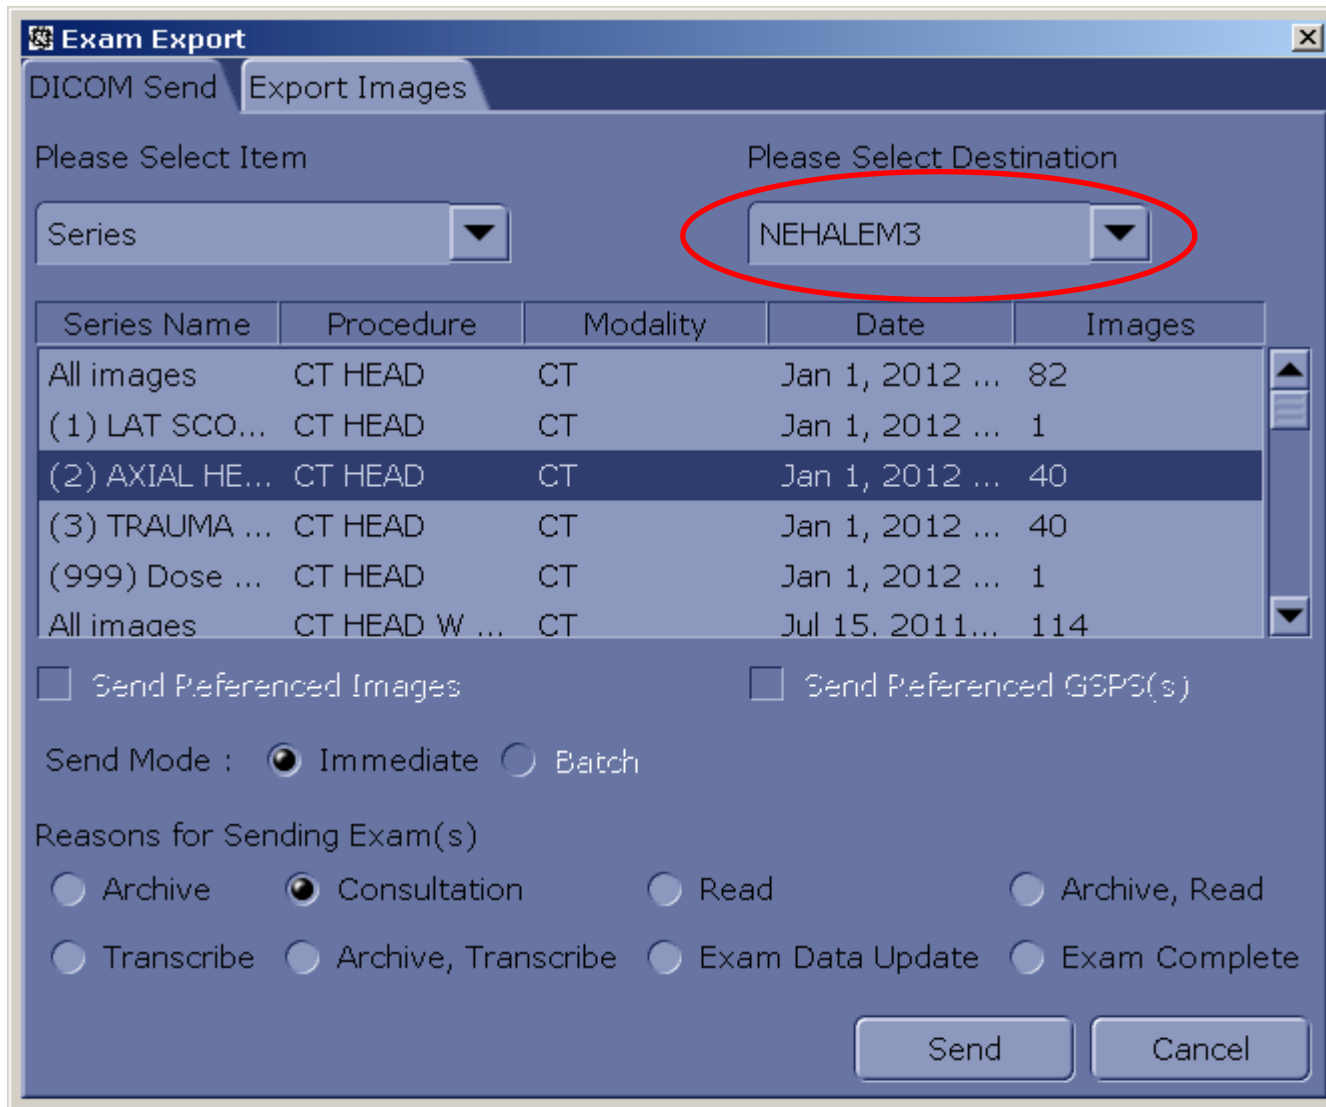 Exam Export
DICOM Send Export Images
Please Select Item Please Select Destination
Series NEHALEM3
Series Name Procedure Modality Date Images
All images CT HEAD CT Jan 1, 2012 ... 82
(1) LAT SCO... CT HEAD CT Jan 1, 2012 ... 1
(2) AXIAL HE... CT HEAD CT Jan 1, 2012 ... 40
(3) TRAUMA ... CT HEAD CT Jan 1, 2012 ... 40
(999) Dose ... CT HEAD CT Jan 1, 2012 ... 1
All images CT HEAD W ... CT Jul 15, 2011... 114
Send Referenced Images Send Referenced GSPS(s)
Send Mode : Immediate Batch
Reasons for Sending Exam(s)
Archive Consultation Read Archive, Read
Transcribe Archive, Transcribe Exam Data Update Exam Complete
Send Cancel